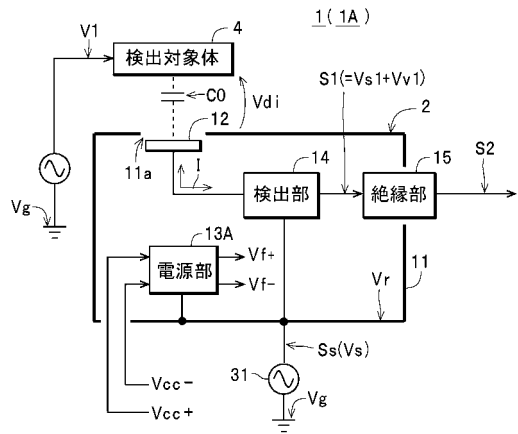 1(1A)
V1
4
検出対象体
C0
Vdi
S1(=Vs1+Vv1)
12
2
11a
I
14
15
S2
検出部
絶縁部
Vg
13A
電源部
Vf+
Vf-
11
Vr
Ss(Vs)
31
Vcc-
Vg
Vcc+